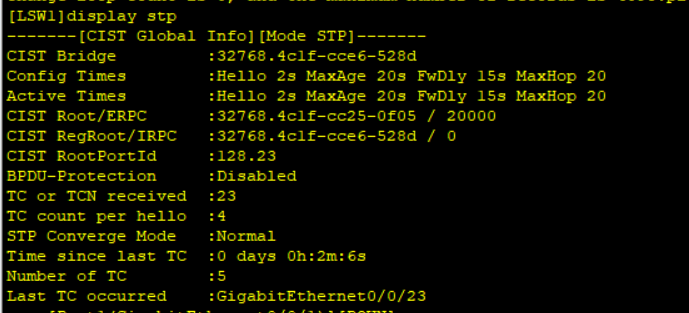 [LSW1]display stp
-------[CIST Global Info][Mode STP]-------
CIST Bridge         :32768.4c1f-cce6-528d
Config Times        :Hello 2s MaxAge 20s FwDly 15s MaxHop 20
Active Times        :Hello 2s MaxAge 20s FwDly 15s MaxHop 20
CIST Root/ERPC      :32768.4c1f-cc25-0f05 / 20000
CIST RegRoot/IRPC   :32768.4c1f-cce6-528d / 0
CIST RootPortId     :128.23
BPDU-Protection     :Disabled
TC or TCN received  :23
TC count per hello  :4
STP Converge Mode   :Normal
Time since last TC  :0 days 0h:2m:6s
Number of TC        :5
Last TC occurred    :GigabitEthernet0/0/23